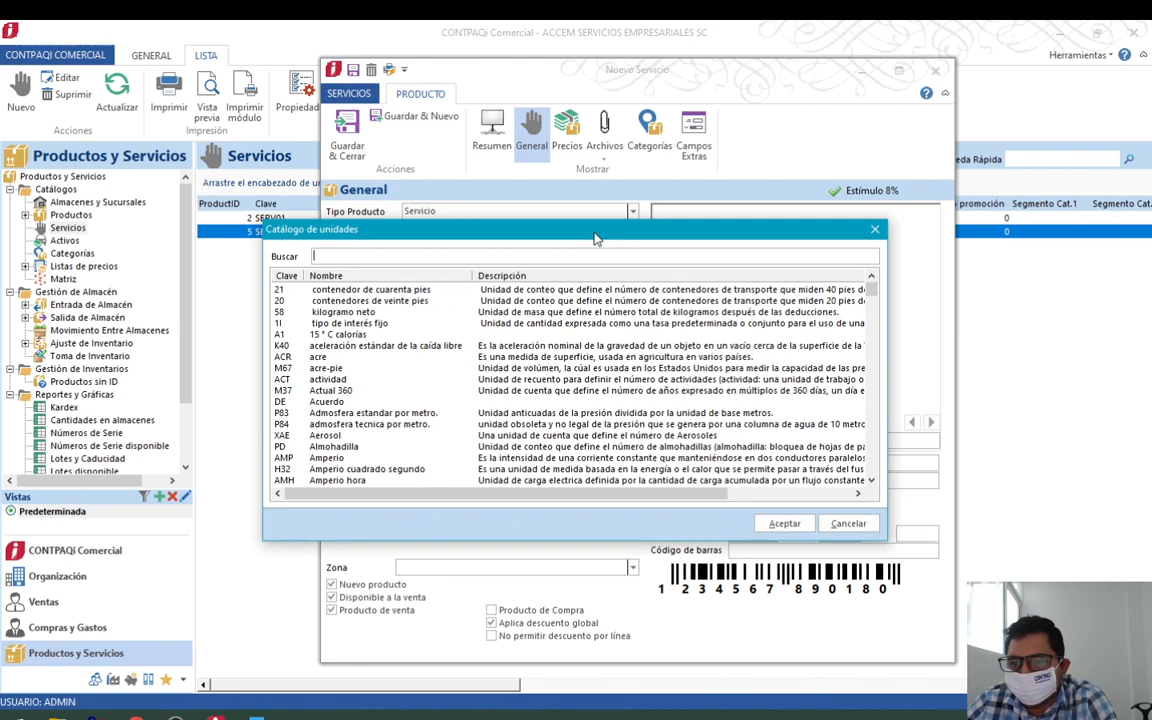 CONTPAQi Comercial - ACCEM SERVICIOS EMPRESARIALES SC
CONTPAQI COMERCIAL
GENERAL
LISTA
Herramientas
Nuevo
Editar
Suprimir
Actualizar
Imprimir
Vista previa
Imprimir módulo
Propiedad
Acciones
Impresión
Productos y Servicios
Servicios
eda Rápida
Arrastre el encabezado de un
ProductID
Clave
promoción
Segmento Cat.1
Segmento Cat.
2 SERV01
0
5 SE
0
Productos y Servicios
Catálogos
Almacenes y Sucursales
Productos
Servicios
Activos
Categorías
Listas de precios
Matriz
Gestión de Almacén
Entrada de Almacén
Salida de Almacén
Movimiento Entre Almacenes
Ajuste de Inventario
Toma de Inventario
Gestión de Inventarios
Productos sin ID
Reportes y Gráficas
Kardex
Cantidades en almacenes
Números de Serie
Números de Serie disponible
Lotes y Caducidad
Lotes disponible
Vistas
Predeterminada
CONTPAQi Comercial
Organización
Ventas
Compras y Gastos
Productos y Servicios
USUARIO: ADMIN
Nuevo Servicio
SERVICIOS
PRODUCTO
Guardar & Cerrar
Guardar & Nuevo
Resumen
General
Precios
Archivos
Categorías
Campos Extras
Acciones
Mostrar
General
Estímulo 8%
Tipo Producto
Servicio
Catálogo de unidades
Buscar
Clave Nombre Descripción
21 contenedor de cuarenta pies Unidad de conteo que define el número de contenedores de transporte que miden 40 pies de
20 contenedores de veinte pies Unidad de conteo que define el número de contenedores de transporte que miden 20 pies de
58 kilogramo neto Unidad de masa que define el número total de kilogramos después de las deducciones.
1I tipo de interés fijo Unidad de cantidad expresada como una tasa predeterminada o conjunto para el uso de una
A1 15 ° C calorías
K40 aceleración estándar de la caída libre Es la aceleración nominal de la gravedad de un objeto en un vacío cerca de la superficie de la
ACR acre Es una medida de superficie, usada en agricultura en varios países.
M67 acre-pie Unidad de volúmen, la cúal es usada en los Estados Unidos para medir la capacidad de las pre
ACT actividad Unidad de recuento para definir el número de actividades (actividad: una unidad de trabajo o
M37 Actual 360 Unidad de cuenta que define el número de años expresado en múltiplos de 360 días, un día e
DE Acuerdo
P83 Admosfera estandar por metro. Unidad anticuadas de la presión dividida por la unidad de base metros.
P84 admosfera tecnica por metro. unidad obsoleta y no legal de la presión que se genera por una columna de agua de 10 metro
XAE Aerosol Una unidad de cuenta que define el número de Aerosoles
PD Almohadilla Unidad de conteo que define el número de almohadillas (almohadilla: bloque de hojas de pa
AMP Amperio Es la intensidad de una corriente constante que manteniéndose en dos conductores paralelos
H32 Amperio cuadrado segundo Es una unidad de medida basada en la energía o el calor que se permite pasar a través del fus
AMH Amperio hora Unidad de carga electrica definida por la cantidad de carga acumulada por un flujo constante
Aceptar
Cancelar
Código de barras
Zona
1 2 3 4 5 6 7 8 9 0 1 8 0
Nuevo producto
Disponible a la venta
Producto de venta
Producto de Compra
Aplica descuento global
No permitir descuento por línea